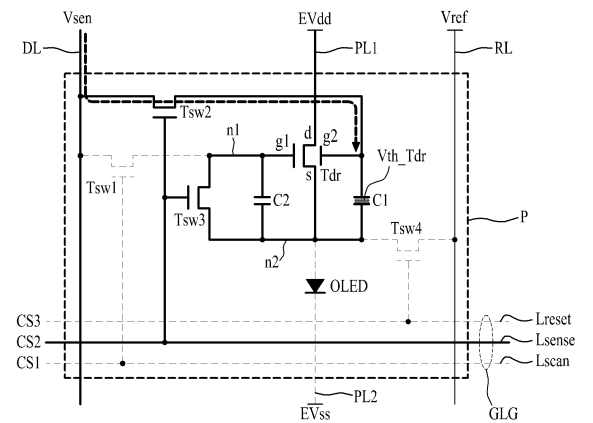 Vsen
EVdd
Vref
DL
PL1
RL
Tsw2
n1
g1
d
g2
Vth_Tdr
s
Tdr
Tsw1
Tsw3
C2
C1
Tsw4
P
n2
OLED
CS3
Lreset
CS2
Lsense
CS1
Lscan
PL2
EVss
GLG